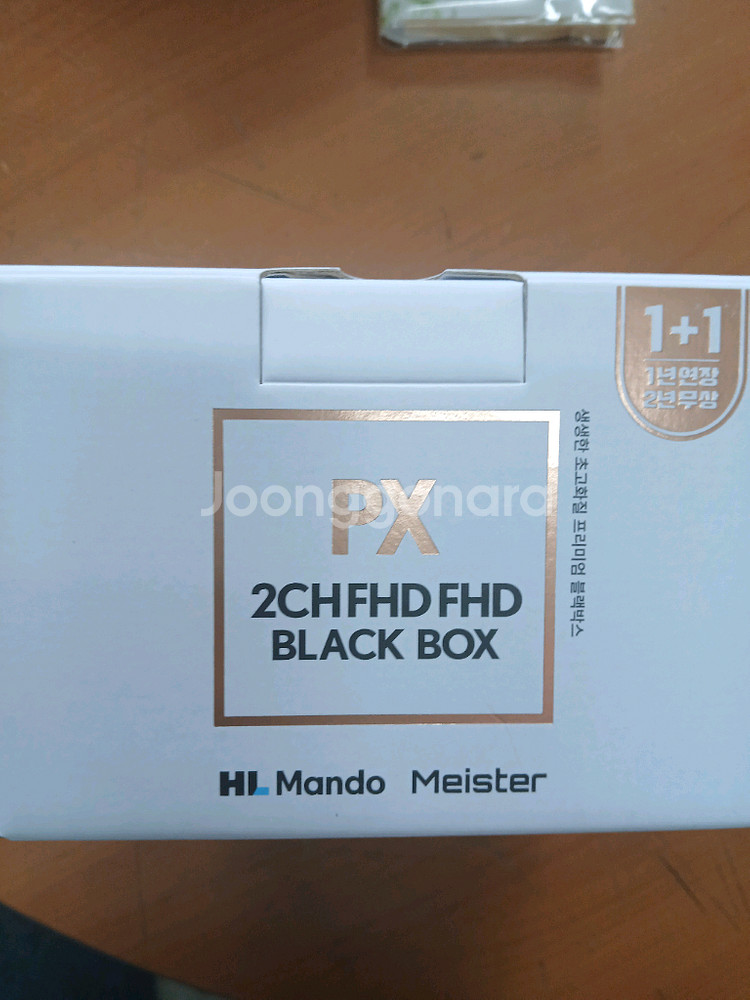 1+1
1년연장
2년무상
PX
2CH FHD FHD
BLACK BOX
생생한 초고화질 프리미엄 블랙박스
HL Mando Meister
Joonggonara